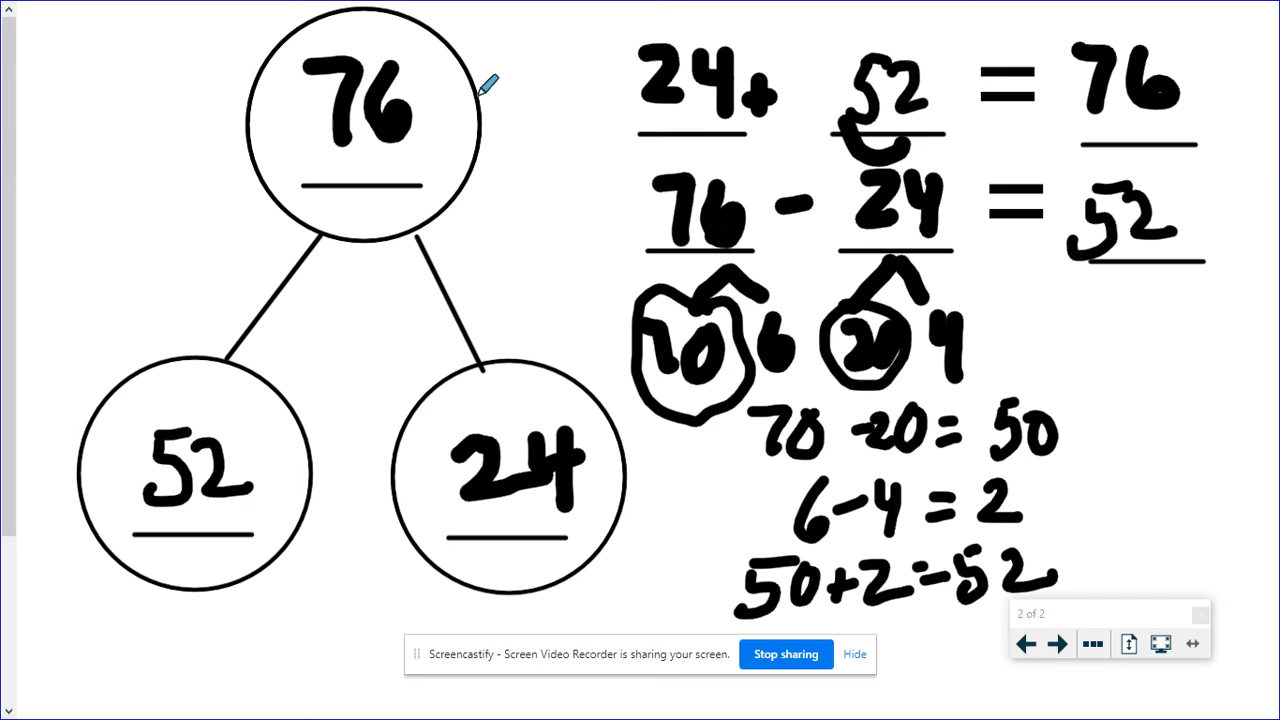 76
52
24
24 + 52 = 76
76 - 24 = 52
70 6 20 4
70 - 20 = 50
6 - 4 = 2
50 + 2 = 52
2 of 2
Screencastify - Screen Video Recorder is sharing your screen. Stop sharing Hide